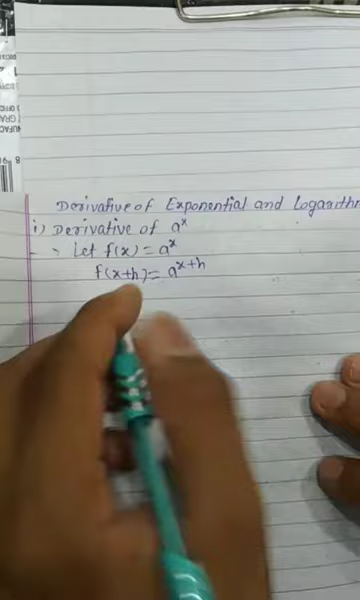 Derivative of Exponential and Logarithm
i) Derivative of a^x
-> Let f(x) = a^x
f(x+h) = a^x+h